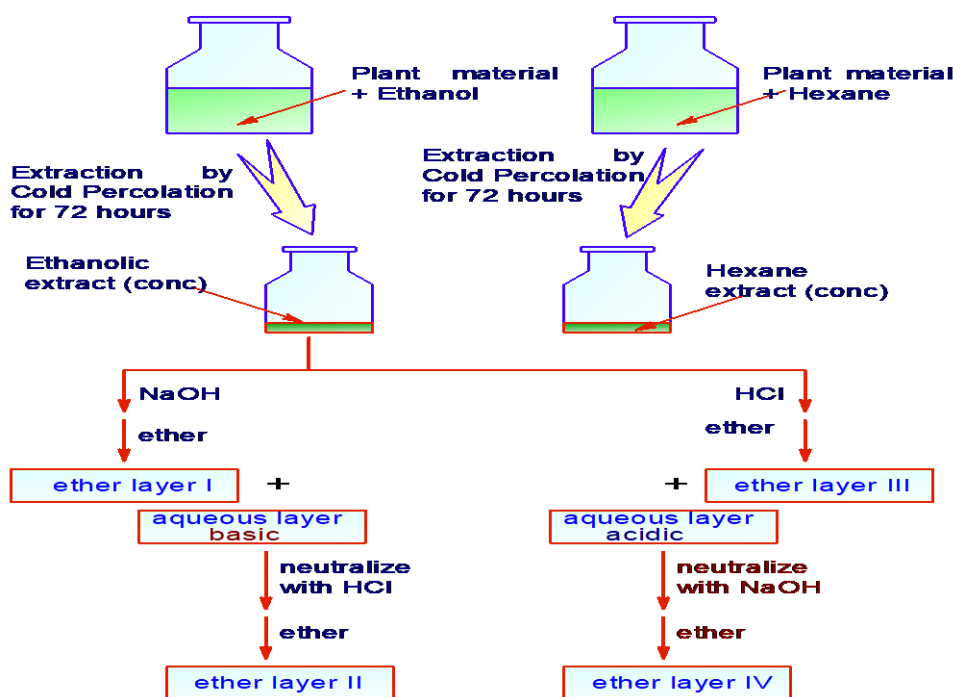 Plant material
+ Ethanol
Plant material
+ Hexane
Extraction by
Cold Percolation
for 72 hours
Extraction by
Cold Percolation
for 72 hours
Ethanolic
extract (conc)
Hexane
extract (conc)
NaOH
HCl
ether
ether
ether layer I
+
+
ether layer III
aqueous layer
basic
aqueous layer
acidic
neutralize
with HCl
neutralize
with NaOH
ether
ether
ether layer II
ether layer IV